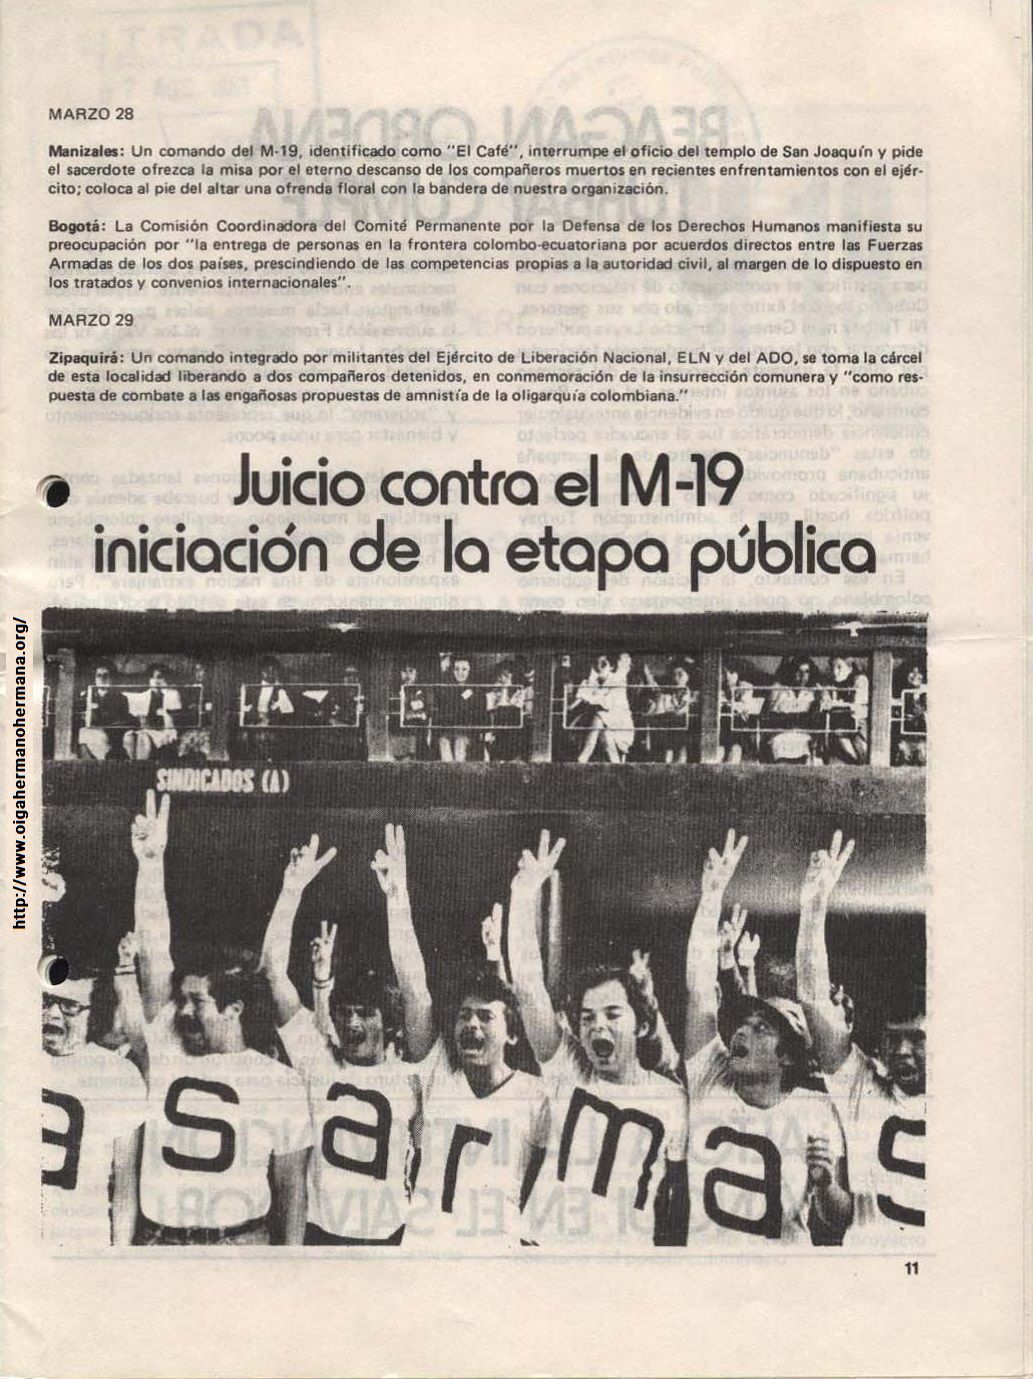 MARZO 28
Manizales: Un comando del M-19, identificado como "El Café", interrumpe el oficio del templo de San Joaquín y pide
el sacerdote ofrezca la misa por el eterno descanso de los compañeros muertos en recientes enfrentamientos con el ejér-
cito; coloca al pie del altar una ofrenda floral con la bandera de nuestra organización.
Bogotá: La Comisión Coordinadora del Comité Permanente por la Defensa de los Derechos Humanos manifiesta su
preocupación por "la entrega de personas en la frontera colombo-ecuatoriana por acuerdos directos entre las Fuerzas
Armadas de los dos países, prescindiendo de las competencias propias a la autoridad civil, al margen de lo dispuesto en
los tratados y convenios internacionales".
MARZO 29
Zipaquirá: Un comando integrado por militantes del Ejército de Liberación Nacional, ELN y del ADO, se toma la cárcel
de esta localidad liberando a dos compañeros detenidos, en conmemoración de la insurrección comunera y "como res-
puesta de combate a las engañosas propuestas de amnistía de la oligarquía colombiana."
Juicio contra el M-19
iniciación de la etapa pública
SINDICADOS (A)
a s a r m a s
11
http://www.oigahermanohermana.org/